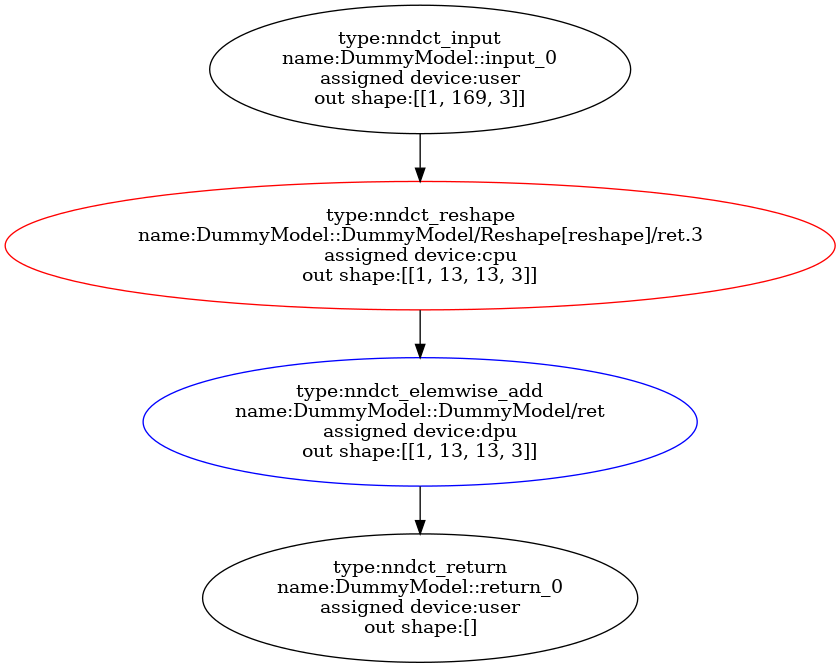 type:nndct_input
name:DummyModel::input_0
assigned device:user
out shape:[[1, 169, 3]]
type:nndct_reshape
name:DummyModel::DummyModel/Reshape[reshape]/ret.3
assigned device:cpu
out shape:[[1, 13, 13, 3]]
type:nndct_elemwise_add
name:DummyModel::DummyModel/ret
assigned device:dpu
out shape:[[1, 13, 13, 3]]
type:nndct_return
name:DummyModel::return_0
assigned device:user
out shape:[]